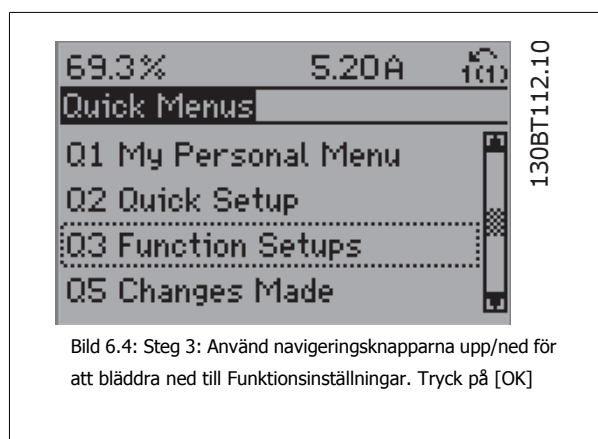 69.3% 5.20A 1(1)
Quick Menus
Q1 My Personal Menu
Q2 Quick Setup
Q3 Function Setups
Q5 Changes Made
130BT112.10
Bild 6.4: Steg 3: Använd navigeringsknapparna upp/ned för
att bläddra ned till Funktionsinställningar. Tryck på [OK]